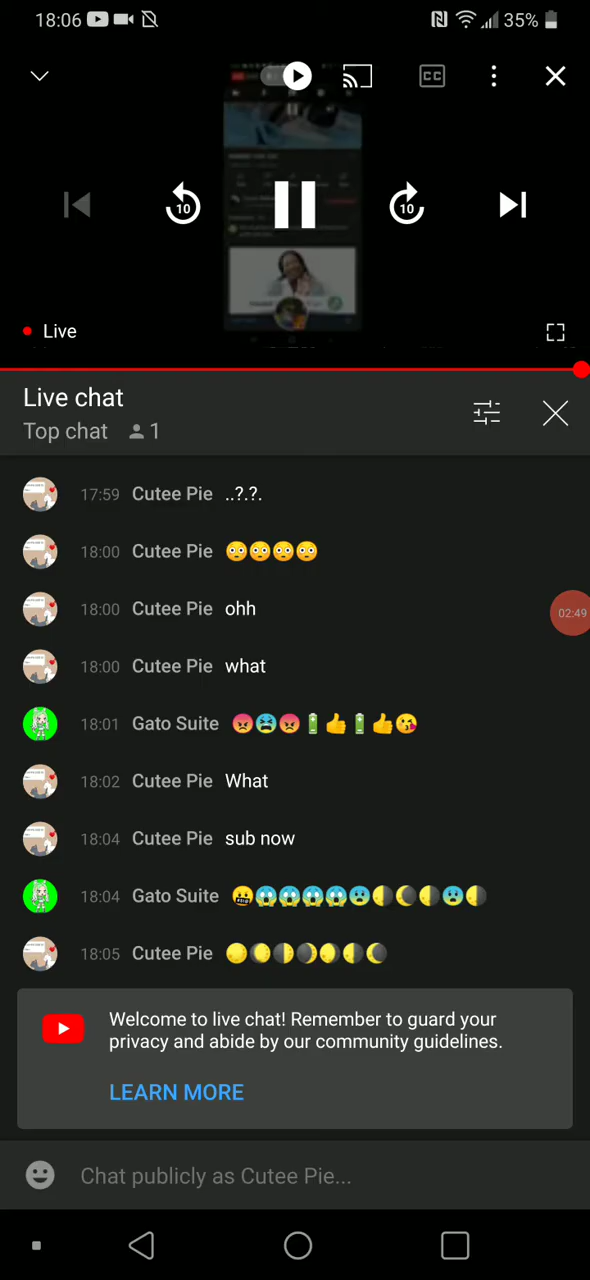 18:06
35%
10
10
CC
Live
Live chat
Top chat 1
17:59 Cutee Pie ..?.?.
18:00 Cutee Pie 😳😳😳😳
18:00 Cutee Pie ohh
02:49
18:00 Cutee Pie what
18:01 Gato Suite 😡😫😡🔋👍🔋👍😘
18:02 Cutee Pie What
18:04 Cutee Pie sub now
18:04 Gato Suite 🤬😱😱😱😱😨🌗🌘🌗😨🌗
18:05 Cutee Pie 🌕🌔🌓🌒🌕🌗🌘
Welcome to live chat! Remember to guard your
privacy and abide by our community guidelines.
LEARN MORE
Chat publicly as Cutee Pie...